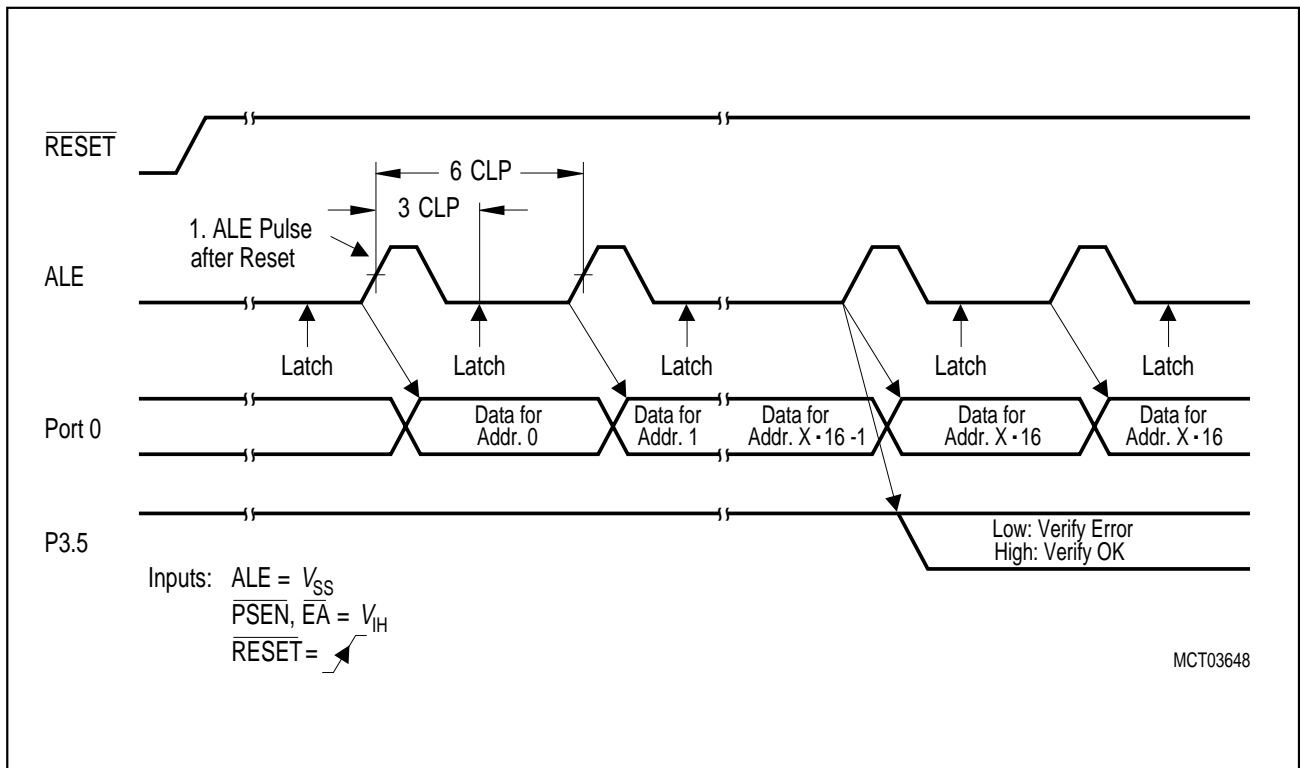 RESET
6 CLP
3 CLP
1. ALE Pulse
after Reset
ALE
Latch
Latch
Latch
Latch
Latch
Port 0
Data for
Addr. 0
Data for
Addr. 1
Data for
Addr. X · 16 -1
Data for
Addr. X · 16
Data for
Addr. X · 16
P3.5
Low: Verify Error
High: Verify OK
Inputs: ALE = VSS
PSEN, EA = VIH
RESET =
MCT03648